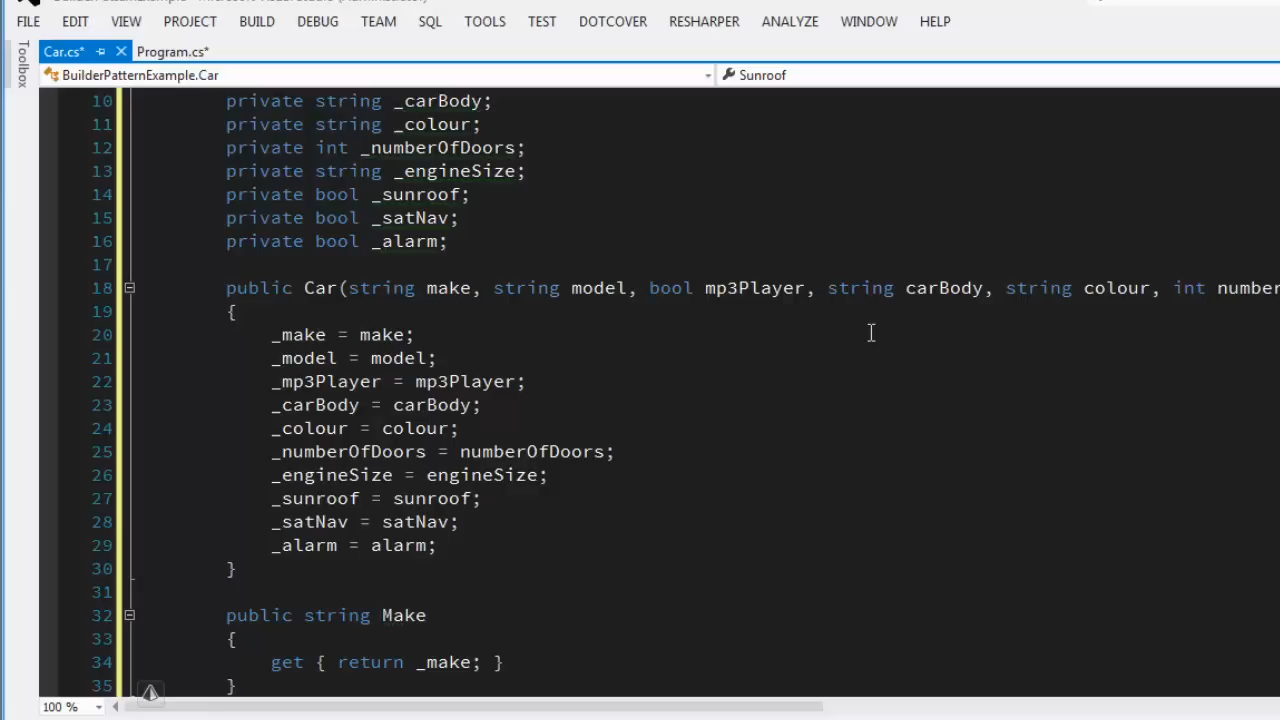 FILE EDIT VIEW PROJECT BUILD DEBUG TEAM SQL TOOLS TEST DOTCOVER RESHARPER ANALYZE WINDOW HELP
Toolbox
Car.cs* Program.cs*
BuilderPatternExample.Car Sunroof
10 private string _carBody;
11 private string _colour;
12 private int _numberOfDoors;
13 private string _engineSize;
14 private bool _sunroof;
15 private bool _satNav;
16 private bool _alarm;
17
18 public Car(string make, string model, bool mp3Player, string carBody, string colour, int number
19 {
20 _make = make;
21 _model = model;
22 _mp3Player = mp3Player;
23 _carBody = carBody;
24 _colour = colour;
25 _numberOfDoors = numberOfDoors;
26 _engineSize = engineSize;
27 _sunroof = sunroof;
28 _satNav = satNav;
29 _alarm = alarm;
30 }
31
32 public string Make
33 {
34 get { return _make; }
35 }
100 %